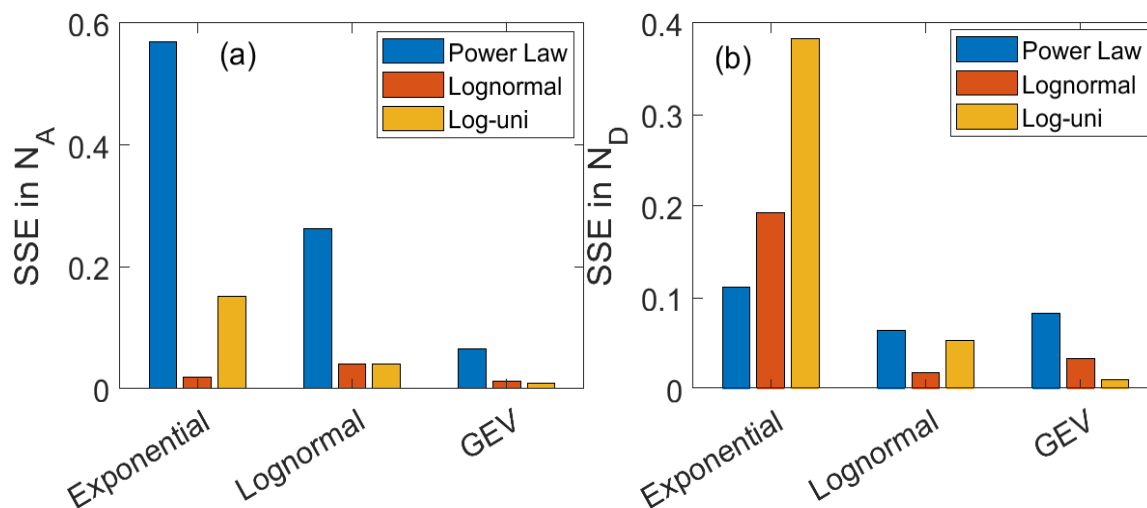 (a)
Power Law
Lognormal
Log-uni
SSE in N_A
0.6
0.4
0.2
0
Exponential
Lognormal
GEV
(b)
Power Law
Lognormal
Log-uni
SSE in N_D
0.4
0.3
0.2
0.1
0
Exponential
Lognormal
GEV